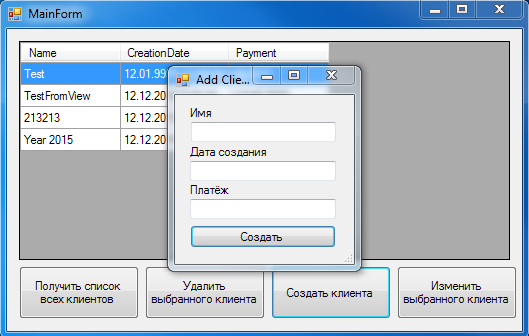 MainForm
Name CreationDate Payment
Test 12.01.99
TestFromView 12.12.20
213213 12.12.20
Year 2015 12.12.20
Add Clie...
Имя
Дата создания
Платёж
Создать
Получить список
всех клиентов
Удалить
выбранного клиента
Создать клиента
Изменить
выбранного клиента